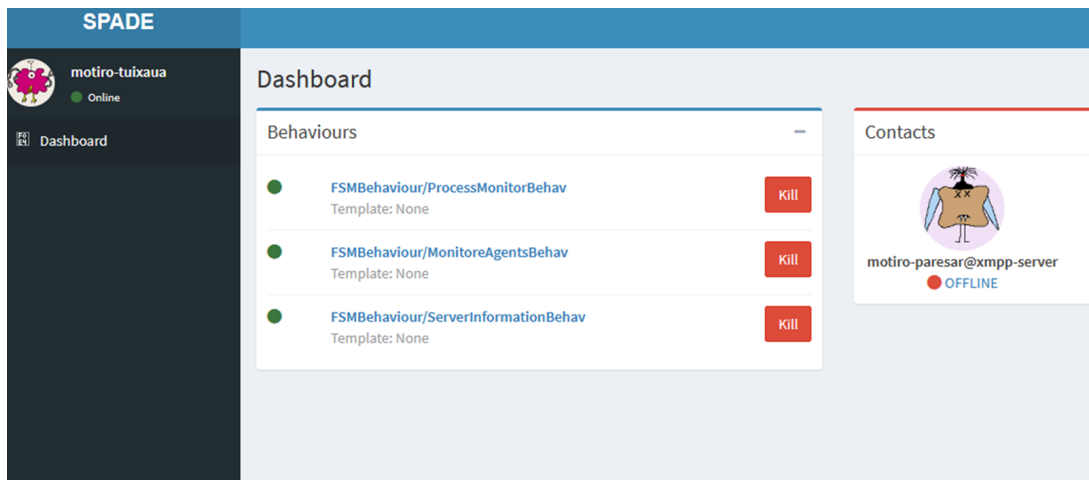 SPADE
motiro-tuixaua
Online
Dashboard
Dashboard
Behaviours
FSMBehaviour/ProcessMonitorBehav
Template: None
Kill
FSMBehaviour/MonitoreAgentsBehav
Template: None
Kill
FSMBehaviour/ServerInformationBehav
Template: None
Kill
Contacts
motiro-paresar@xmpp-server
OFFLINE